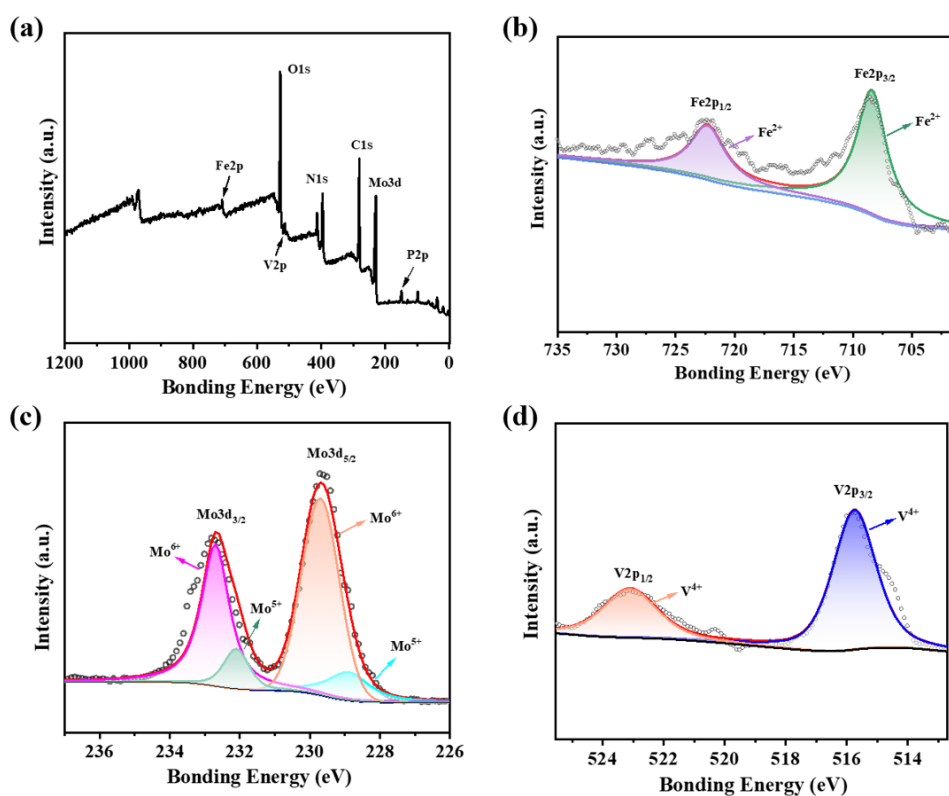 (a)
Intensity (a.u.)
O1s
C1s
Mo3d
N1s
Fe2p
V2p
P2p
1200 1000 800 600 400 200 0
Bonding Energy (eV)
(b)
Intensity (a.u.)
Fe2p3/2
Fe2p1/2
Fe2+
Fe2+
735 730 725 720 715 710 705
Bonding Energy (eV)
(c)
Intensity (a.u.)
Mo3d5/2
Mo3d3/2
Mo6+
Mo6+
Mo5+
Mo5+
236 234 232 230 228 226
Bonding Energy (eV)
(d)
Intensity (a.u.)
V2p3/2
V4+
V2p1/2
V4+
524 522 520 518 516 514
Bonding Energy (eV)